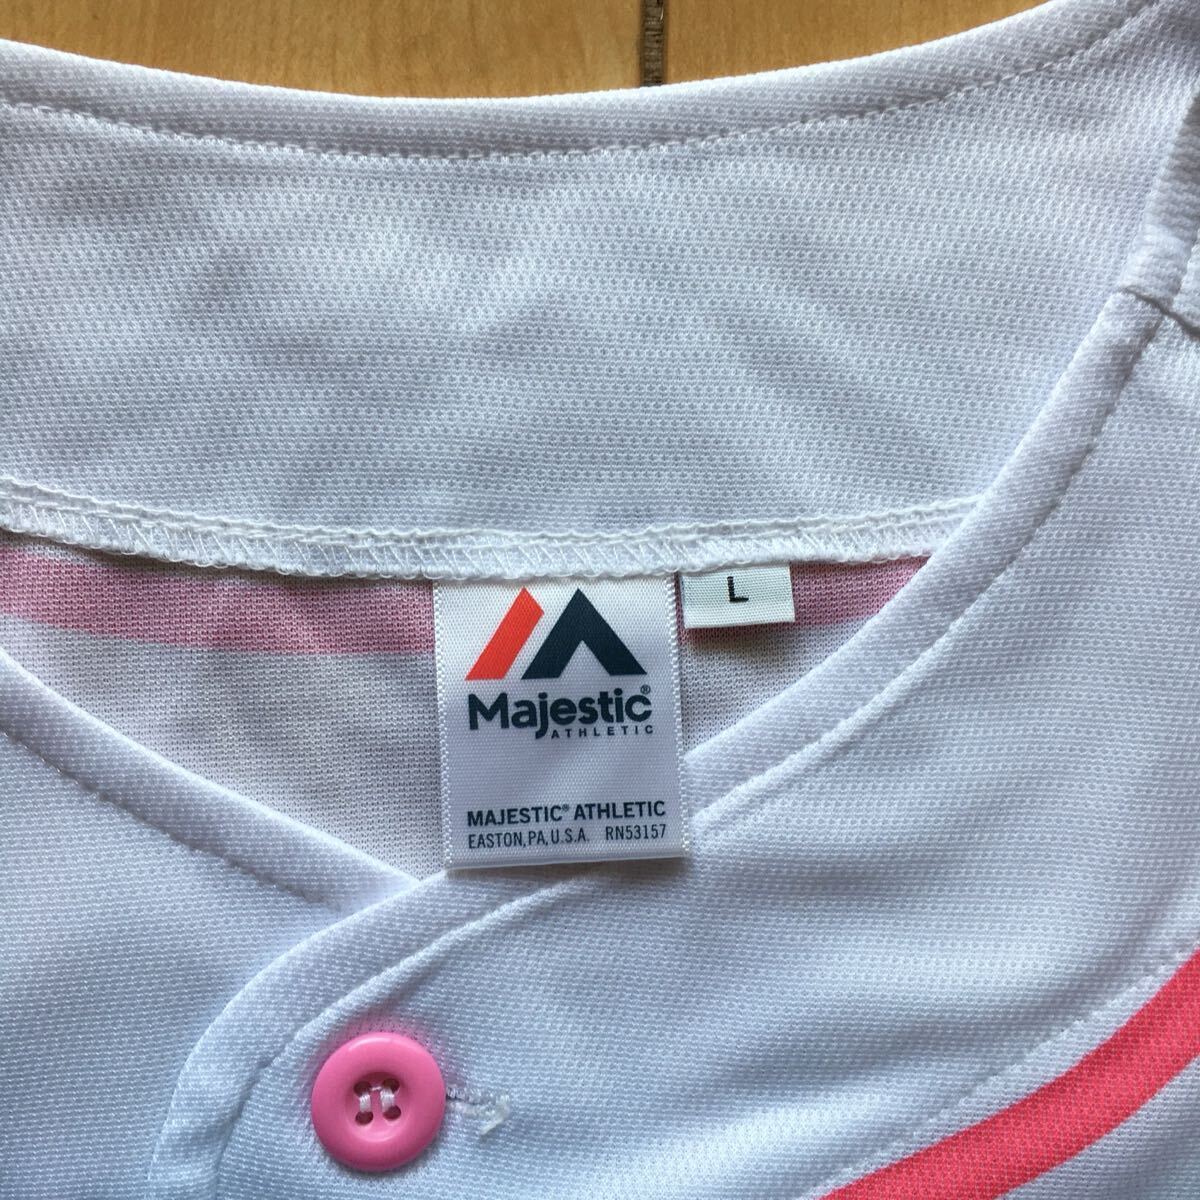 L
Majestic®
ATHLETIC
MAJESTIC® ATHLETIC
EASTON, PA, U.S.A. RN53157